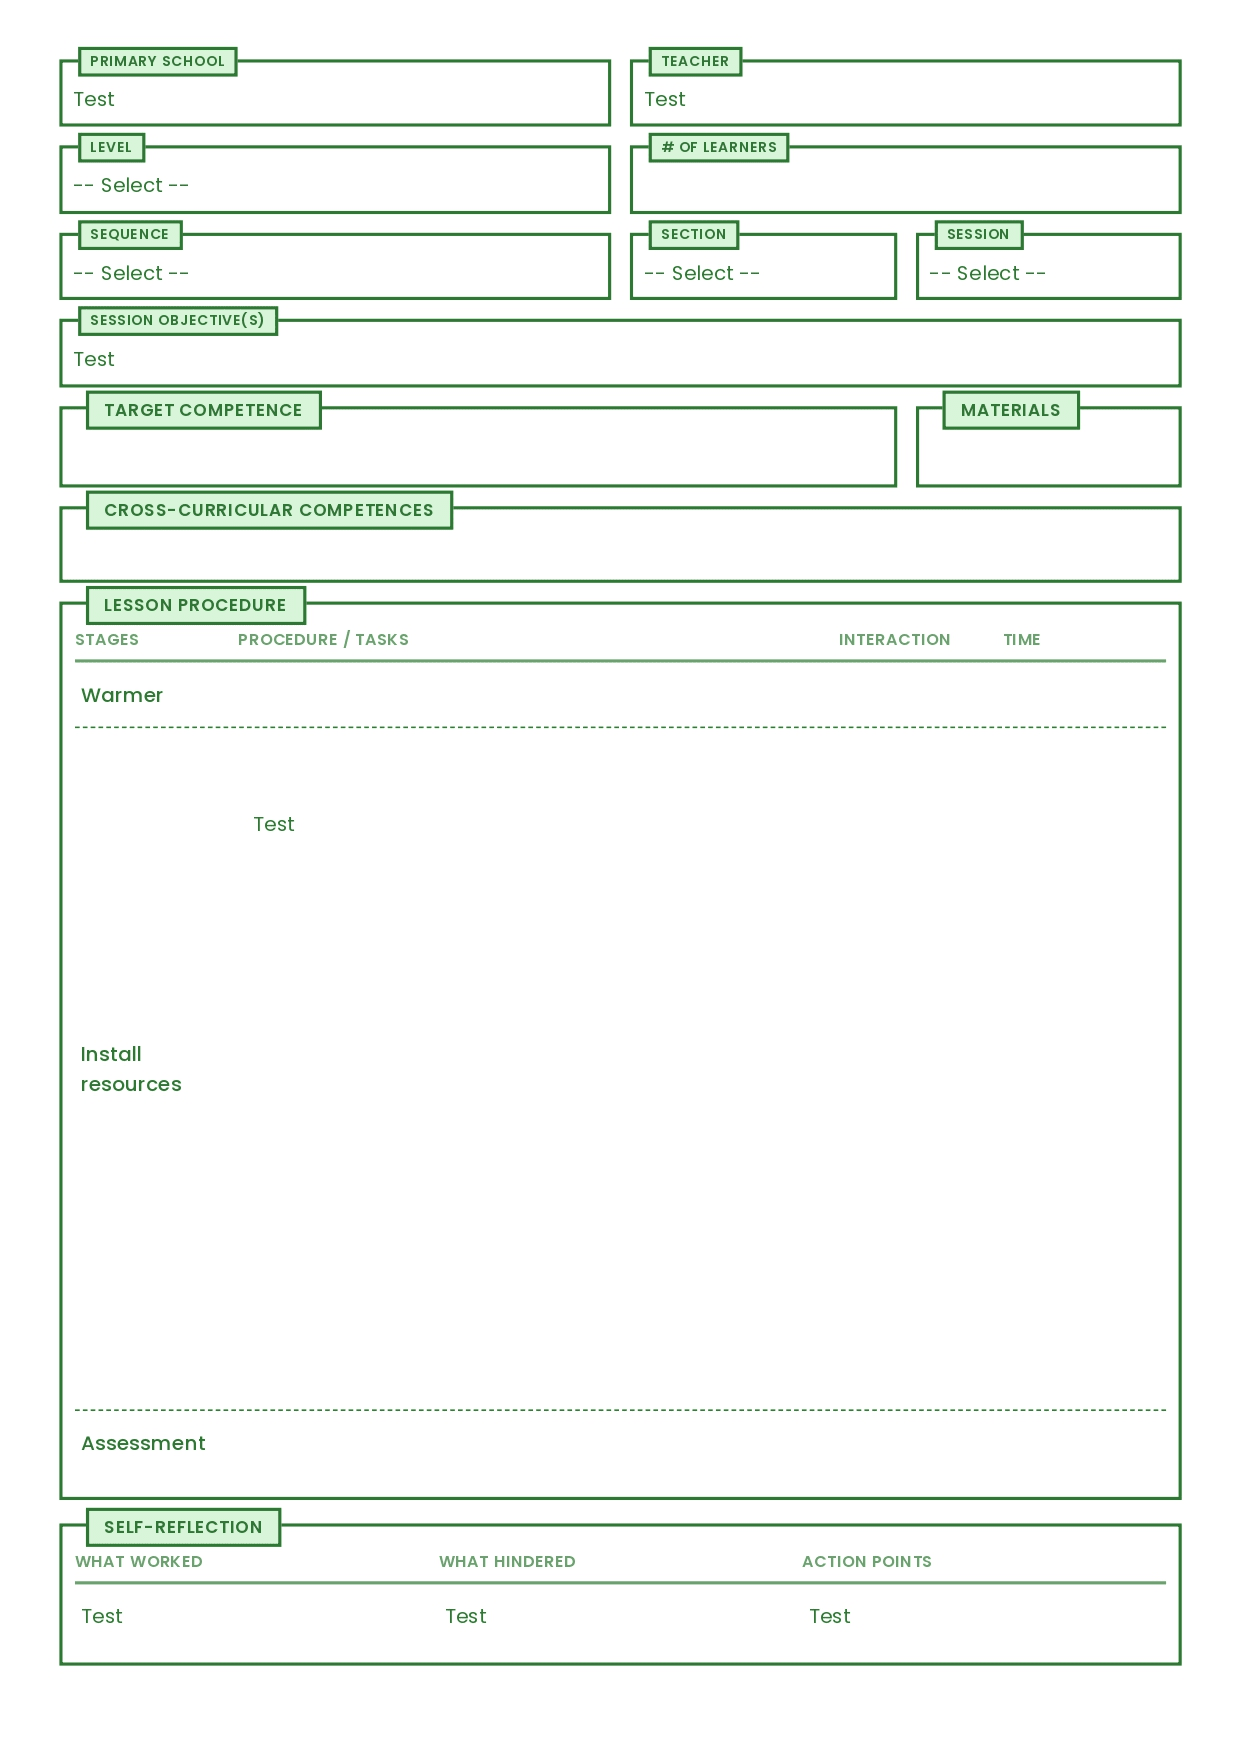 PRIMARY SCHOOL
Test
TEACHER
Test
LEVEL
-- Select --
# OF LEARNERS
SEQUENCE
-- Select --
SECTION
-- Select --
SESSION
-- Select --
SESSION OBJECTIVE(S)
Test
TARGET COMPETENCE
MATERIALS
CROSS-CURRICULAR COMPETENCES
LESSON PROCEDURE
STAGES PROCEDURE / TASKS INTERACTION TIME
Warmer
Test
Install
resources
Assessment
SELF-REFLECTION
WHAT WORKED WHAT HINDERED ACTION POINTS
Test Test Test